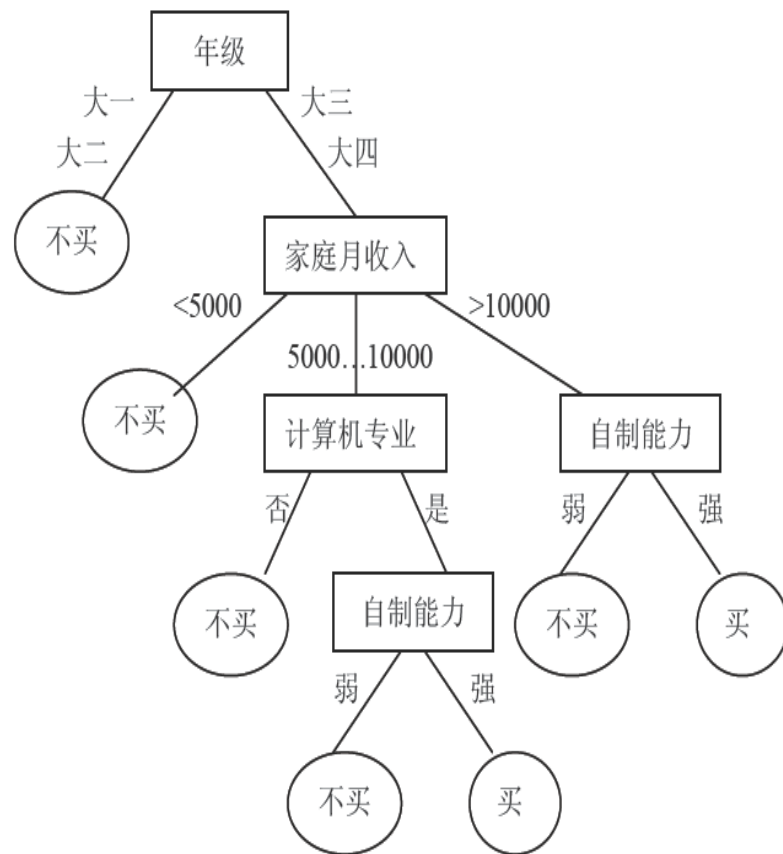 年级
大一
大三
大二
大四
不买
家庭月收入
<5000
>10000
5000...10000
不买
计算机专业
自制能力
否
是
弱
强
不买
自制能力
不买
买
弱
强
不买
买